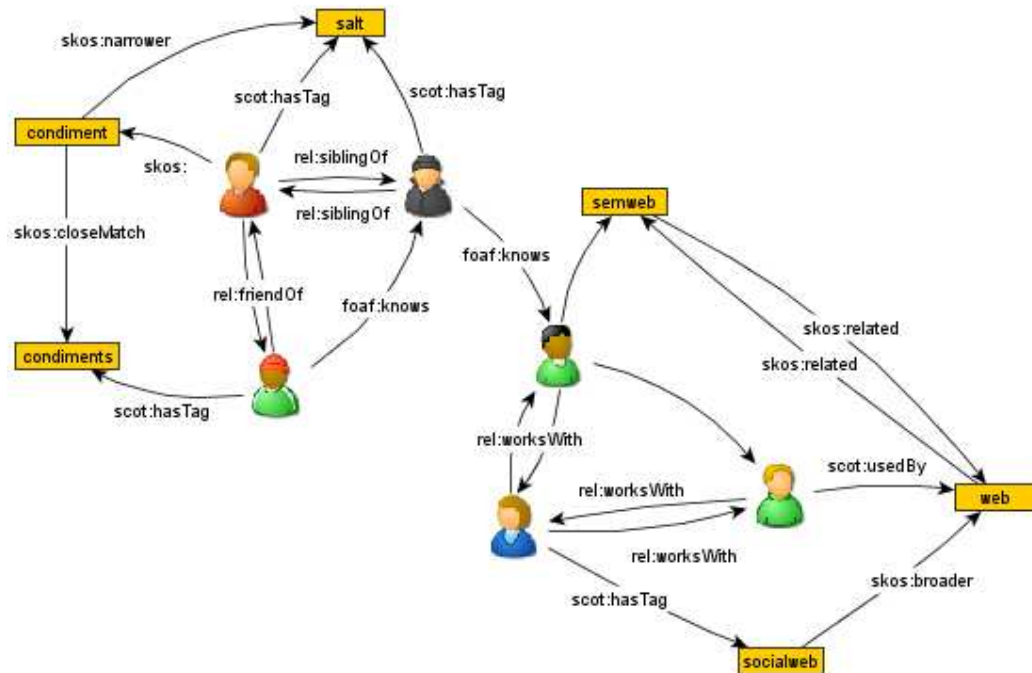 salt
skos:narrower
scot:hasTag
scot:hasTag
condiment
skos:
rel:siblingOf
rel:siblingOf
semweb
skos:closeMatch
foaf:knows
rel:friendOf
foaf:knows
skos:related
condiments
skos:related
scot:hasTag
rel:worksWith
scot:usedBy
rel:worksWith
web
rel:worksWith
skos:broader
scot:hasTag
socialweb